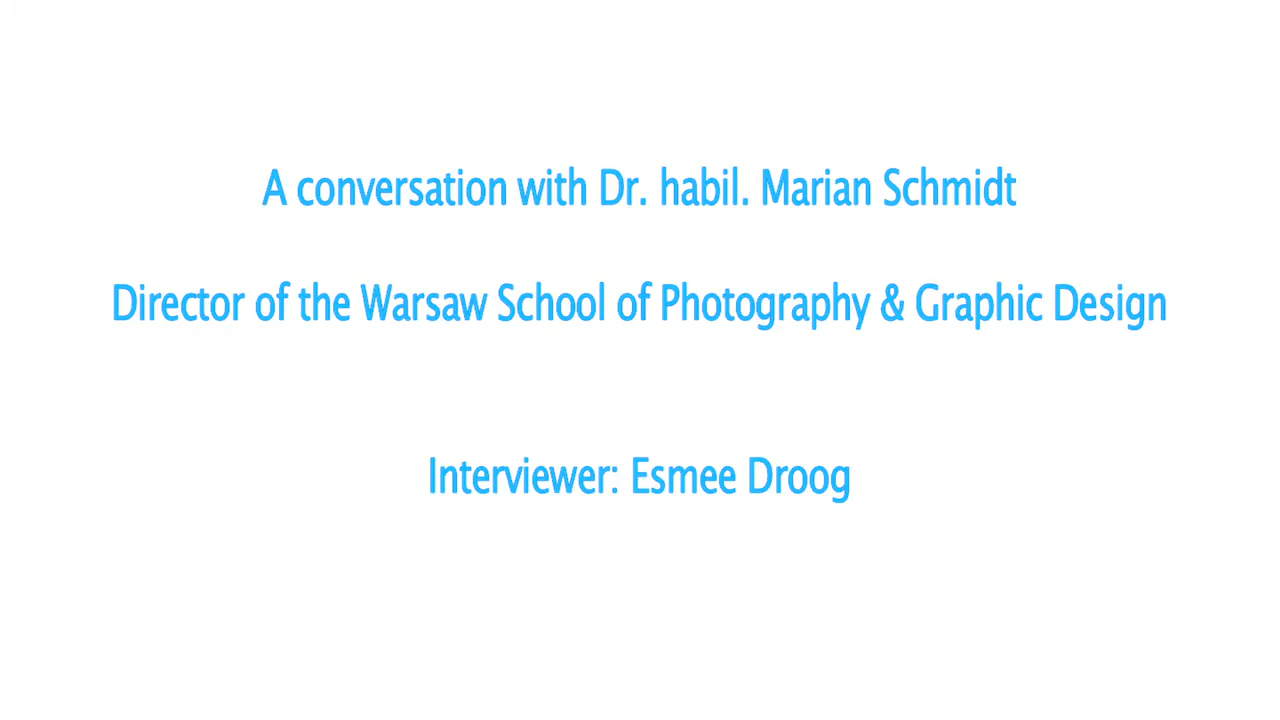 A conversation with Dr. habil. Marian Schmidt
Director of the Warsaw School of Photography & Graphic Design
Interviewer: Esmee Droog